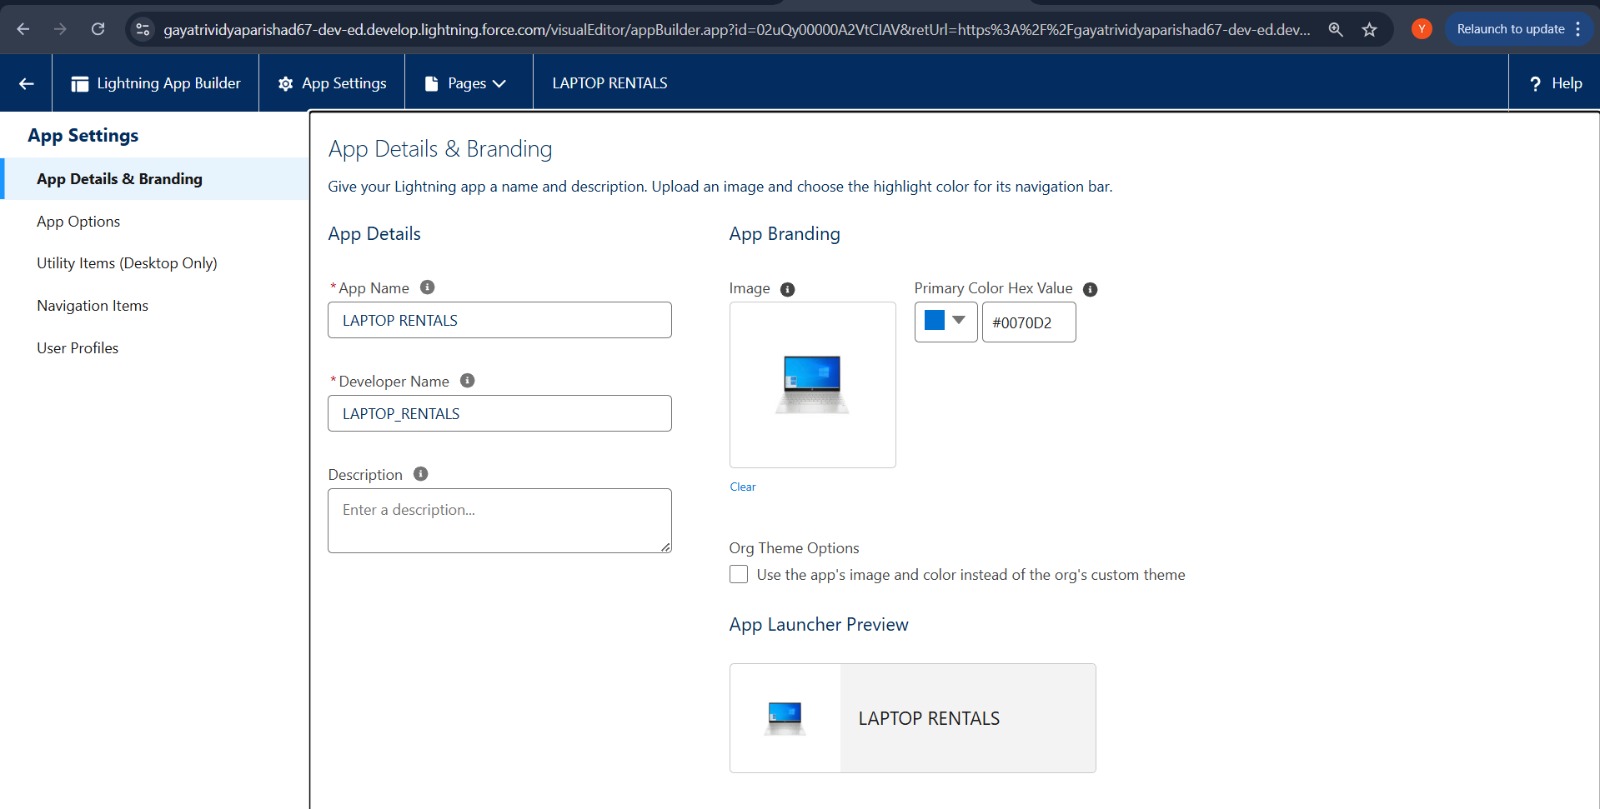 gayatrividyaparishad67-dev-ed.develop.lightning.force.com/visualEditor/appBuilder.app?id=02uQy00000A2VtCIAV&retUrl=https%3A%2F%2Fgayatrividyaparishad67-dev-ed.dev...
Y
Relaunch to update
Lightning App Builder
App Settings
Pages
LAPTOP RENTALS
? Help
App Settings
App Details & Branding
App Options
Utility Items (Desktop Only)
Navigation Items
User Profiles
App Details & Branding
Give your Lightning app a name and description. Upload an image and choose the highlight color for its navigation bar.
App Details
*App Name
LAPTOP RENTALS
*Developer Name
LAPTOP_RENTALS
Description
Enter a description...
App Branding
Image
Primary Color Hex Value
#0070D2
Clear
Org Theme Options
Use the app's image and color instead of the org's custom theme
App Launcher Preview
LAPTOP RENTALS